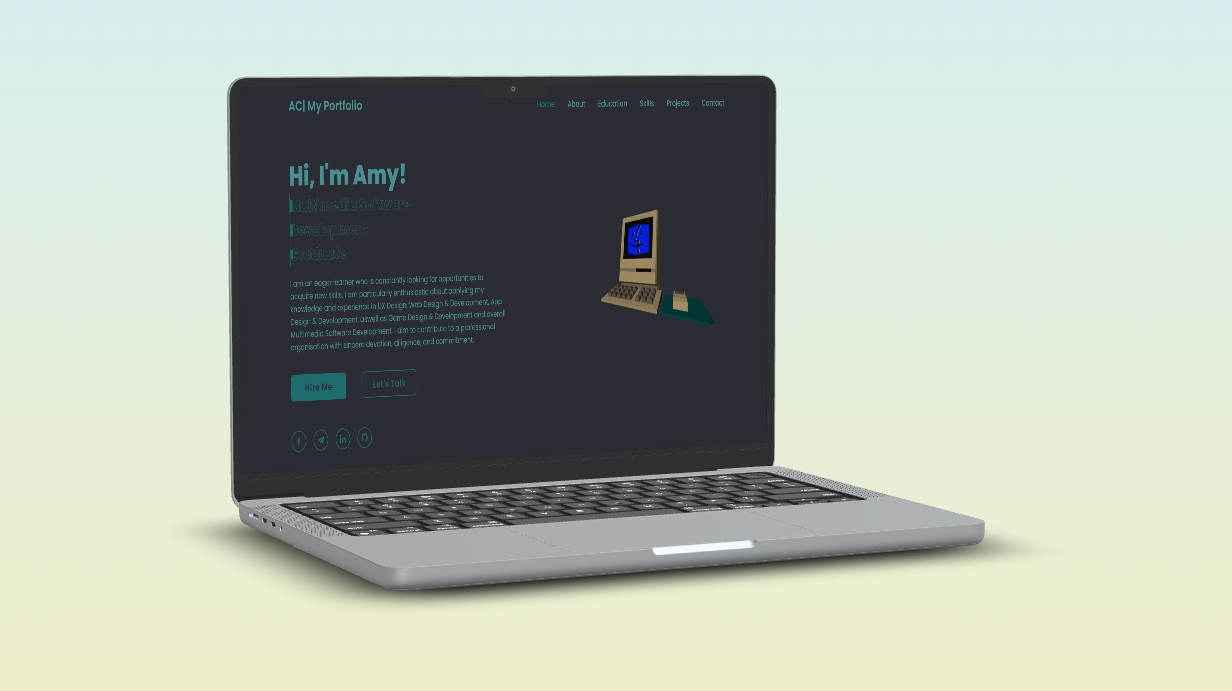 AC| My Portfolio
Home About Education Skills Projects Contact
Hi, I'm Amy!
Multimedia Software
Development
Graduate
I am an eager learner who is constantly looking for opportunities to
acquire new skills. I am particularly enthusiastic about applying my
knowledge and experience in UX Design, Web Design & Development, App
Design & Development, aswell as Game Design & Development and overall
Multimedia Software Development. I aim to contribute to a professional
organisation with sincere devotion, diligence, and commitment.
Hire Me Let's Talk
f in